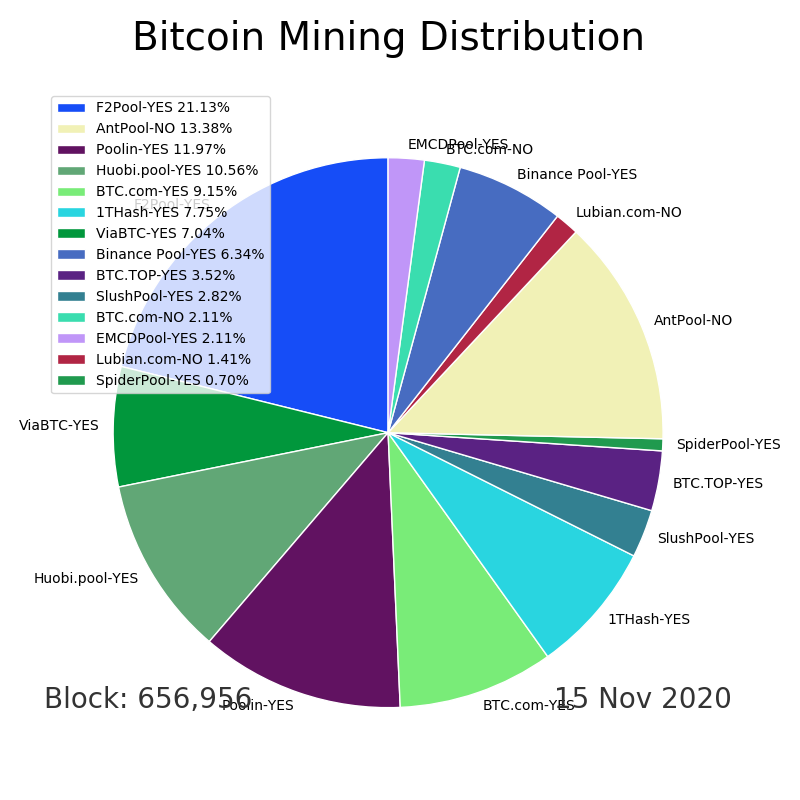 Bitcoin Mining Distribution
F2Pool-YES 21.13%
AntPool-NO 13.38%
Poolin-YES 11.97%
Huobi.pool-YES 10.56%
BTC.com-YES 9.15%
1THash-YES 7.75%
ViaBTC-YES 7.04%
Binance Pool-YES 6.34%
BTC.TOP-YES 3.52%
SlushPool-YES 2.82%
BTC.com-NO 2.11%
EMCDPool-YES 2.11%
Lubian.com-NO 1.41%
SpiderPool-YES 0.70%
EMCDPool-YES
BTC.com-NO
Binance Pool-YES
F2Pool-YES
Lubian.com-NO
AntPool-NO
ViaBTC-YES
SpiderPool-YES
BTC.TOP-YES
SlushPool-YES
Huobi.pool-YES
1THash-YES
Poolin-YES
BTC.com-YES
Block: 656,956
15 Nov 2020